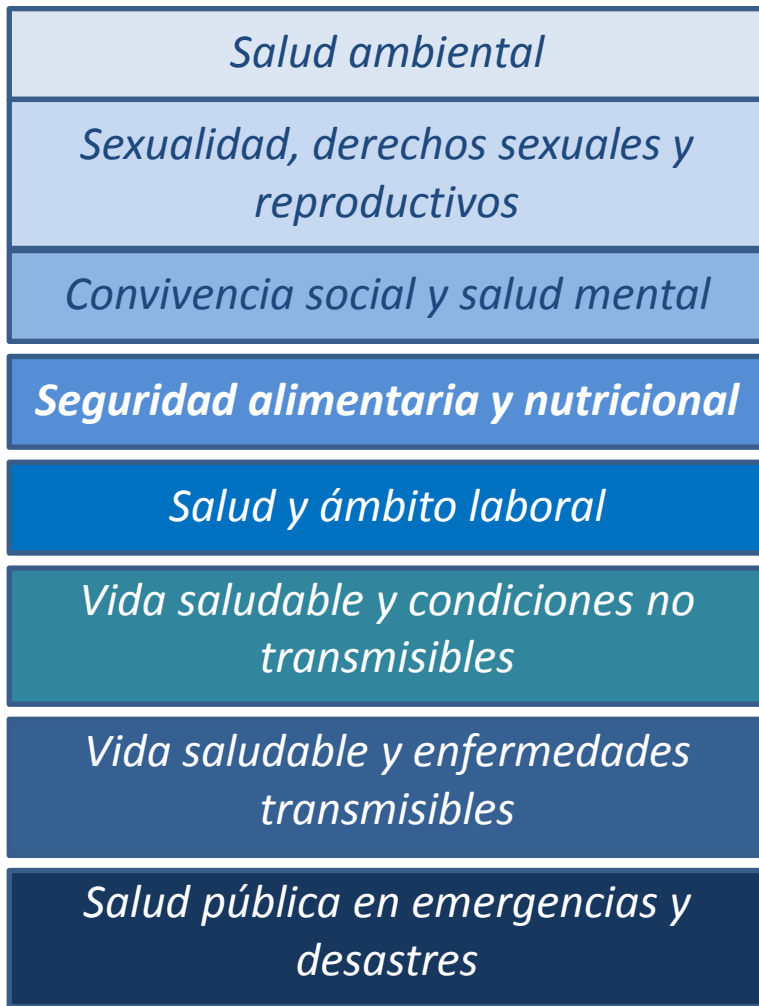 Salud ambiental
Sexualidad, derechos sexuales y
reproductivos
Convivencia social y salud mental
Seguridad alimentaria y nutricional
Salud y ámbito laboral
Vida saludable y condiciones no
transmisibles
Vida saludable y enfermedades
transmisibles
Salud pública en emergencias y
desastres